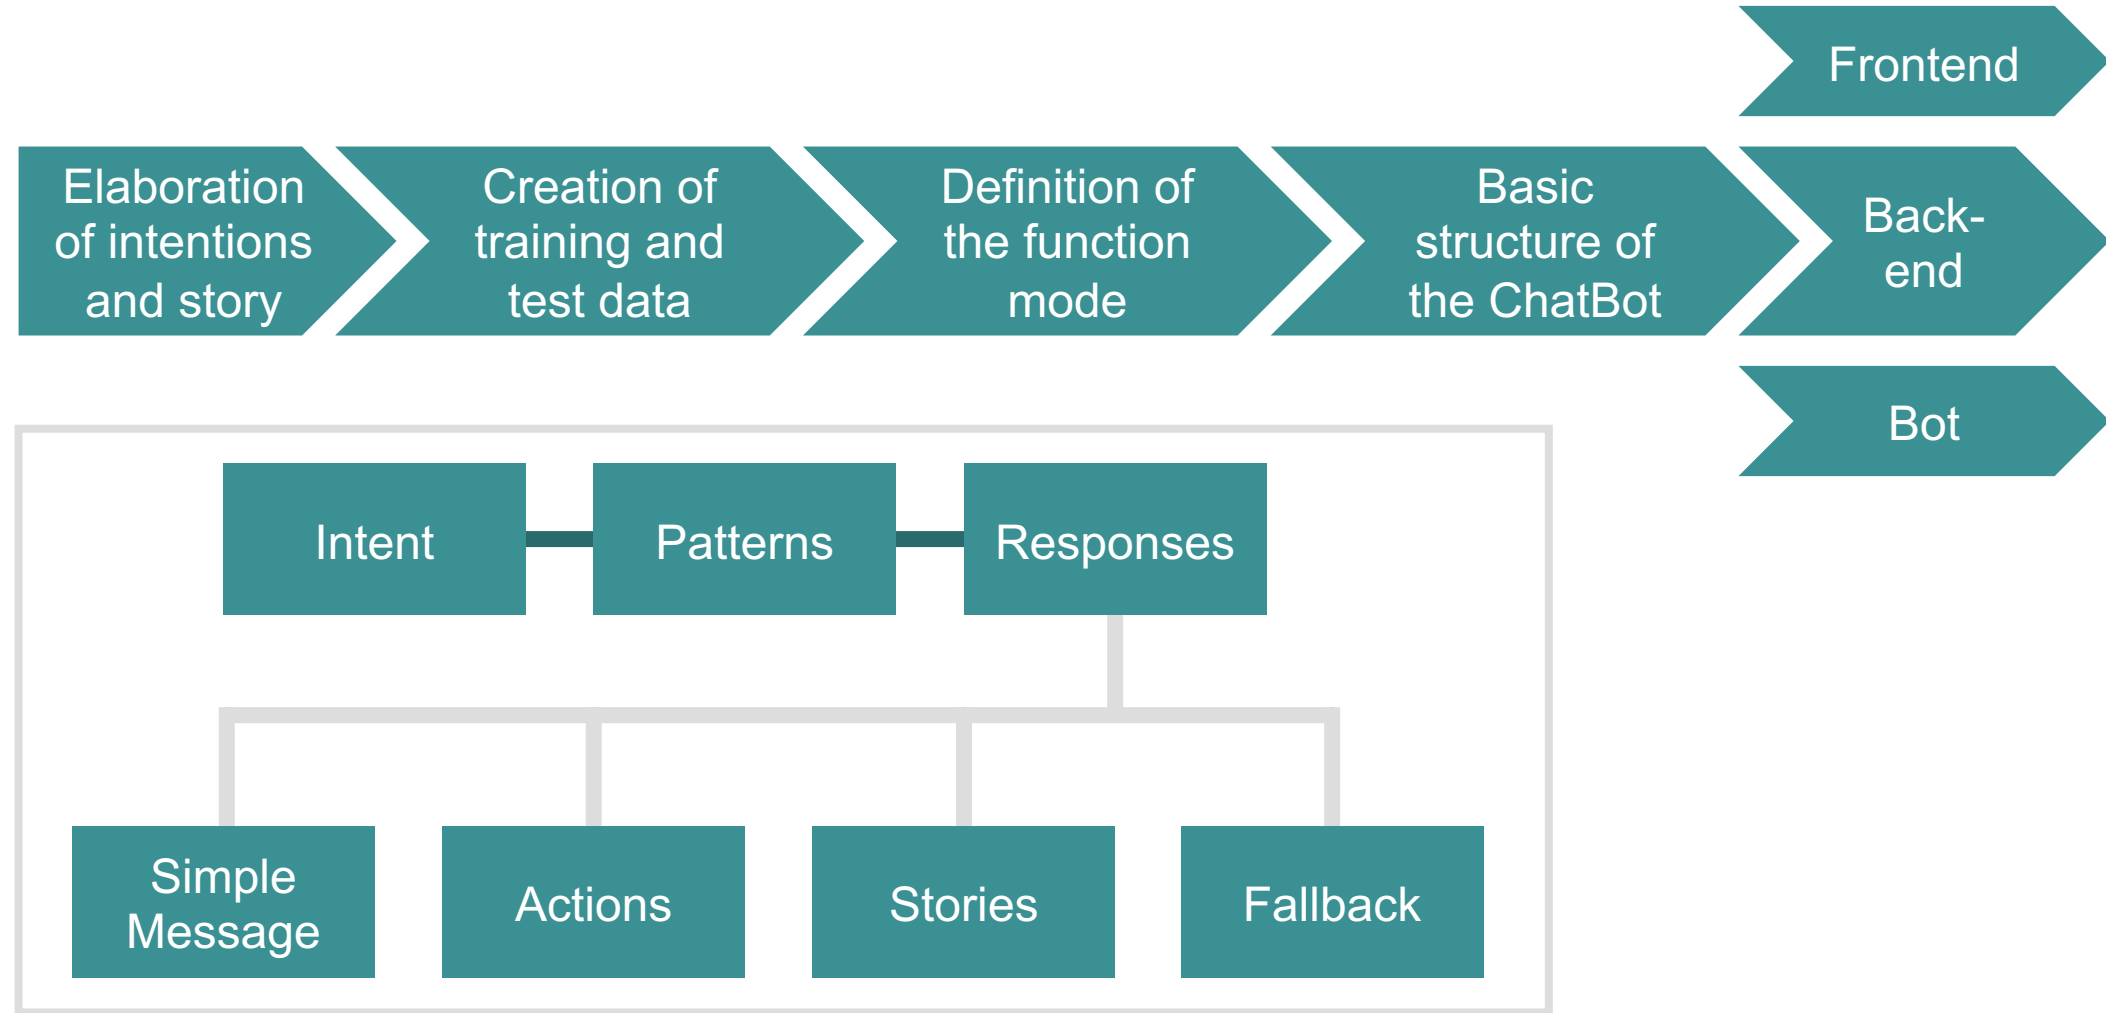 Frontend
Elaboration
of intentions
and story
Creation of
training and
test data
Definition of
the function
mode
Basic
structure of
the ChatBot
Back-
end
Bot
Intent
Patterns
Responses
Simple
Message
Actions
Stories
Fallback